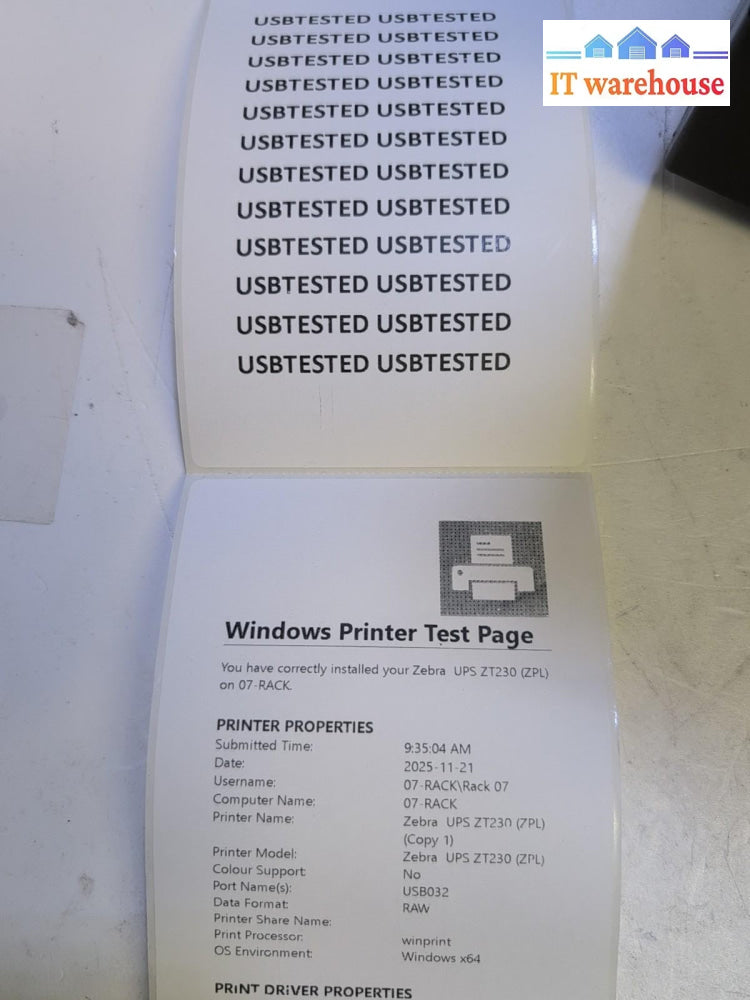 IT warehouse
USBTESTED USBTESTED
USBTESTED USBTESTED
USBTESTED USBTESTED
USBTESTED USBTESTED
USBTESTED USBTESTED
USBTESTED USBTESTED
USBTESTED USBTESTED
USBTESTED USBTESTED
USBTESTED USBTESTED
USBTESTED USBTESTED
USBTESTED USBTESTED
USBTESTED USBTESTED
Windows Printer Test Page
You have correctly installed your Zebra UPS ZT230 (ZPL)
on 07-RACK.
PRINTER PROPERTIES
Submitted Time: 9:35:04 AM
Date: 2025-11-21
Username: 07-RACK\Rack 07
Computer Name: 07-RACK
Printer Name: Zebra UPS ZT230 (ZPL)
(Copy 1)
Printer Model: Zebra UPS ZT230 (ZPL)
Colour Support: No
Port Name(s): USB032
Data Format: RAW
Printer Share Name:
Print Processor: winprint
OS Environment: Windows x64
PRINT DRIVER PROPERTIES